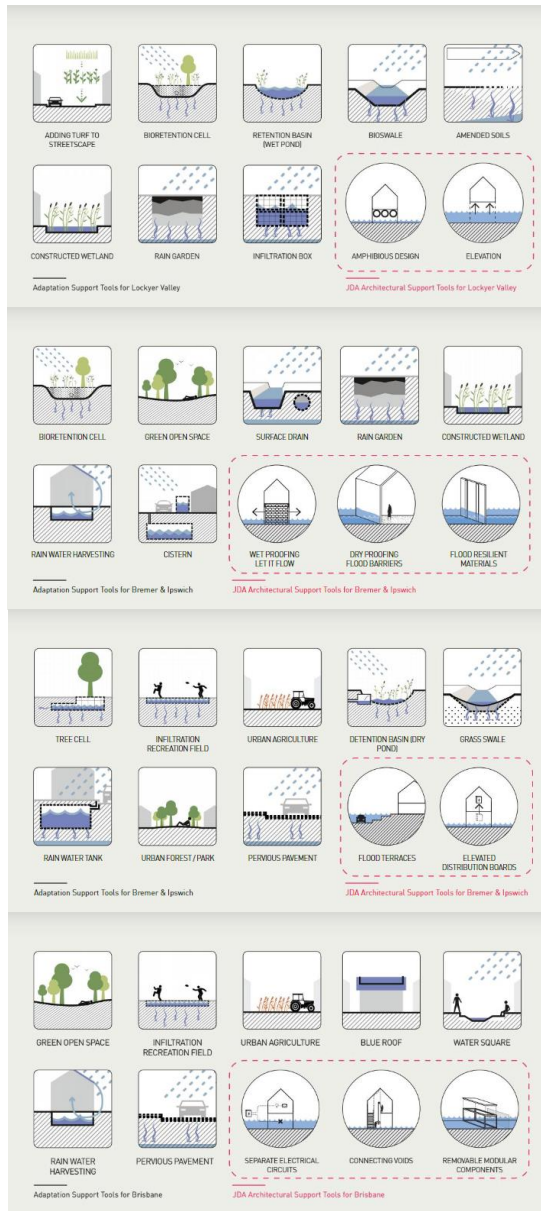 ADDING TURF TO
STREETSCAPE
BIORETENTION CELL
RETENTION BASIN
(WET POND)
BIOSWALE
AMENDED SOILS
CONSTRUCTED WETLAND
RAIN GARDEN
INFILTRATION BOX
AMPHIBIOUS DESIGN
ELEVATION
Adaptation Support Tools for Lockyer Valley
JDA Architectural Support Tools for Lockyer Valley
BIORETENTION CELL
GREEN OPEN SPACE
SURFACE DRAIN
RAIN GARDEN
CONSTRUCTED WETLAND
RAIN WATER HARVESTING
CISTERN
WET PROOFING
LET IT FLOW
DRY PROOFING
FLOOD BARRIERS
FLOOD RESILIENT
MATERIALS
Adaptation Support Tools for Bremer & Ipswich
JDA Architectural Support Tools for Bremer & Ipswich
TREE CELL
INFILTRATION
RECREATION FIELD
URBAN AGRICULTURE
DETENTION BASIN (DRY
POND)
GRASS SWALE
RAIN WATER TANK
URBAN FOREST / PARK
PERVIOUS PAVEMENT
FLOOD TERRACES
ELEVATED
DISTRIBUTION BOARDS
Adaptation Support Tools for Bremer & Ipswich
JDA Architectural Support Tools for Bremer & Ipswich
GREEN OPEN SPACE
INFILTRATION
RECREATION FIELD
URBAN AGRICULTURE
BLUE ROOF
WATER SQUARE
RAIN WATER
HARVESTING
PERVIOUS PAVEMENT
SEPARATE ELECTRICAL
CIRCUITS
CONNECTING VOIDS
REMOVABLE MODULAR
COMPONENTS
Adaptation Support Tools for Brisbane
JDA Architectural Support Tools for Brisbane